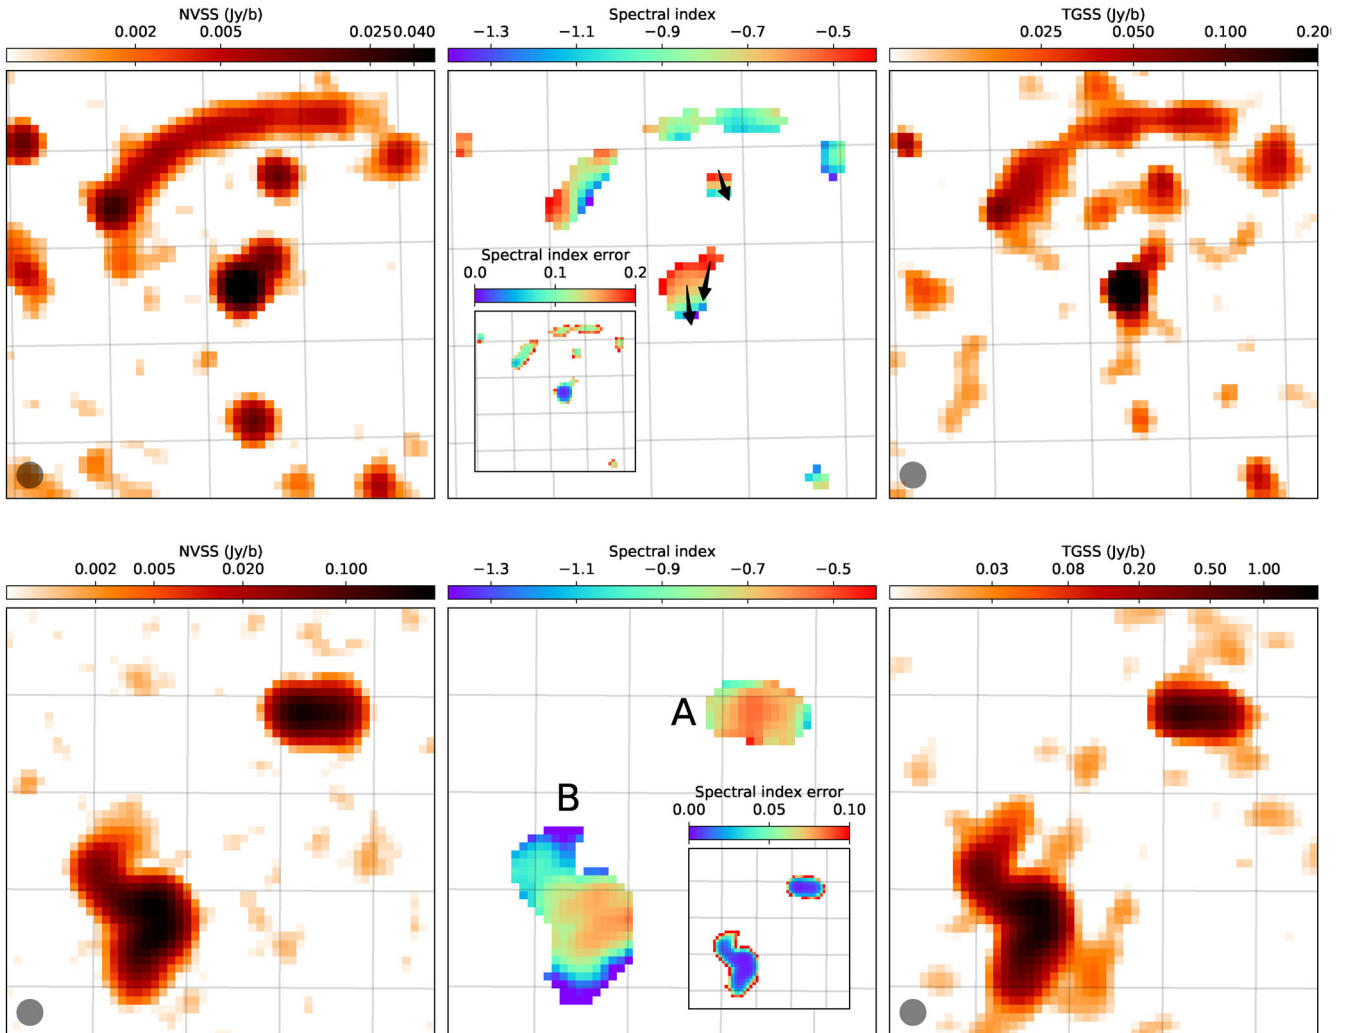 NVSS (Jy/b)
0.002 0.005 0.0250.040
Spectral index
−1.3 −1.1 −0.9 −0.7 −0.5
TGSS (Jy/b)
0.025 0.050 0.100 0.20
Spectral index error
0.0 0.1 0.2
NVSS (Jy/b)
0.002 0.005 0.020 0.100
Spectral index
−1.3 −1.1 −0.9 −0.7 −0.5
TGSS (Jy/b)
0.03 0.08 0.20 0.50 1.00
A
B
Spectral index error
0.00 0.05 0.10